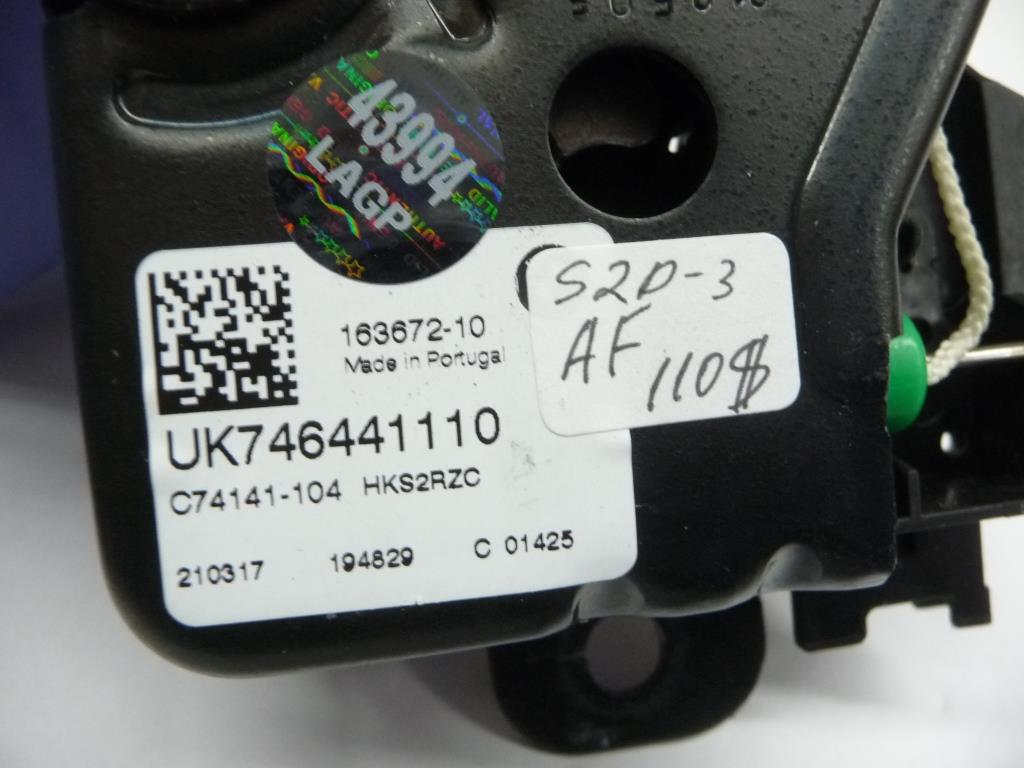 43994
LAGP
163672-10
Made in Portugal
S2D-3
AF 110$
UK746441110
C74141-104 HKS2RZC
210317 194829 C 01425